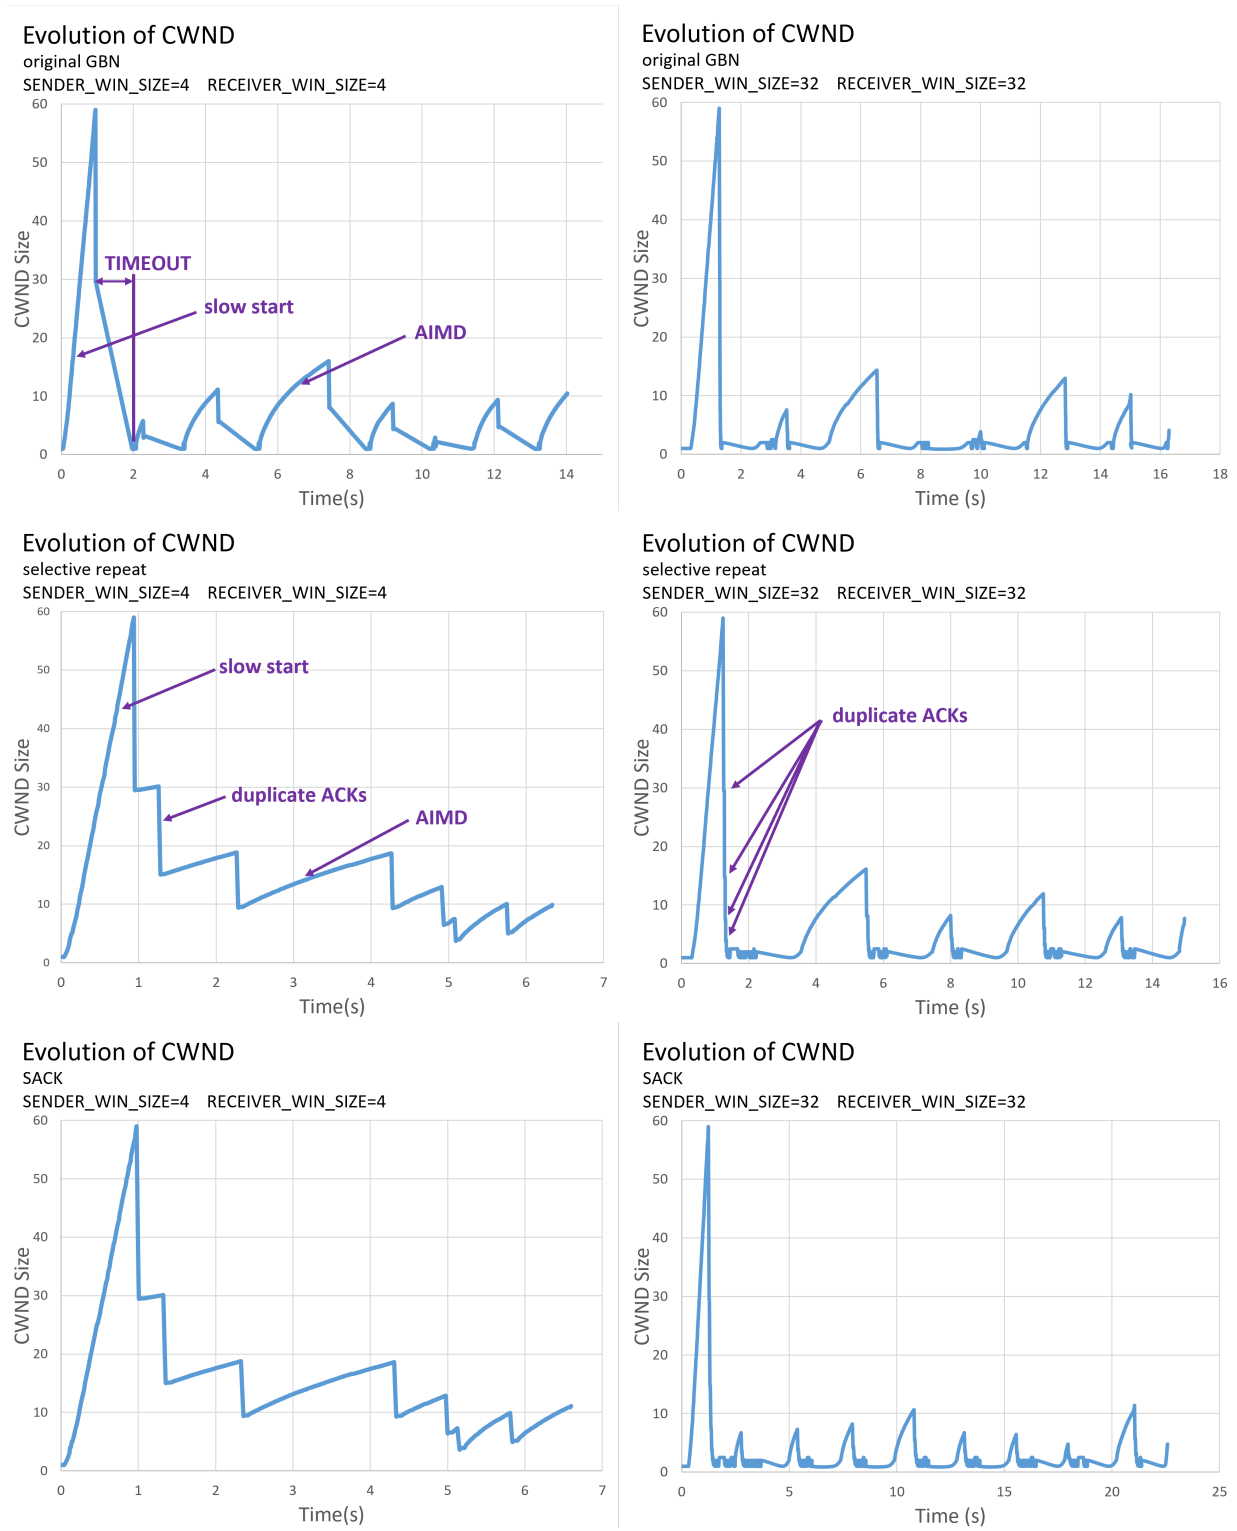 Evolution of CWND
original GBN
SENDER_WIN_SIZE=4 RECEIVER_WIN_SIZE=4
60
50
40
30
20
10
0
CWND Size
TIMEOUT
slow start
AIMD
0 2 4 6 8 10 12 14
Time(s)
Evolution of CWND
original GBN
SENDER_WIN_SIZE=32 RECEIVER_WIN_SIZE=32
60
50
40
30
20
10
0
CWND Size
0 2 4 6 8 10 12 14 16 18
Time (s)
Evolution of CWND
selective repeat
SENDER_WIN_SIZE=4 RECEIVER_WIN_SIZE=4
60
50
40
30
20
10
0
CWND Size
slow start
duplicate ACKs
AIMD
0 1 2 3 4 5 6 7
Time(s)
Evolution of CWND
selective repeat
SENDER_WIN_SIZE=32 RECEIVER_WIN_SIZE=32
60
50
40
30
20
10
0
CWND Size
duplicate ACKs
0 2 4 6 8 10 12 14 16
Time (s)
Evolution of CWND
SACK
SENDER_WIN_SIZE=4 RECEIVER_WIN_SIZE=4
60
50
40
30
20
10
0
CWND Size
0 1 2 3 4 5 6 7
Time(s)
Evolution of CWND
SACK
SENDER_WIN_SIZE=32 RECEIVER_WIN_SIZE=32
60
50
40
30
20
10
0
CWND Size
0 5 10 15 20 25
Time (s)